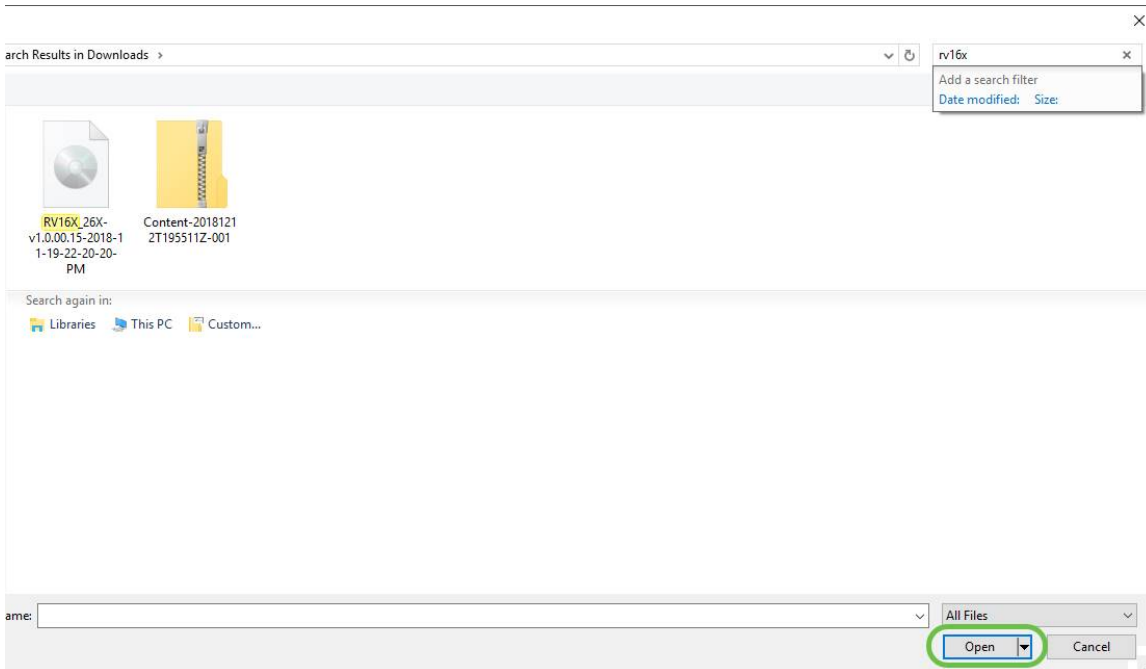 arch Results in Downloads >
rv16x
Add a search filter
Date modified: Size:
RV16X_26X-
v1.0.00.15-2018-1
1-19-22-20-20-
PM
Content-2018121
2T195511Z-001
Search again in:
Libraries This PC Custom...
ame:
All Files
Open
Cancel